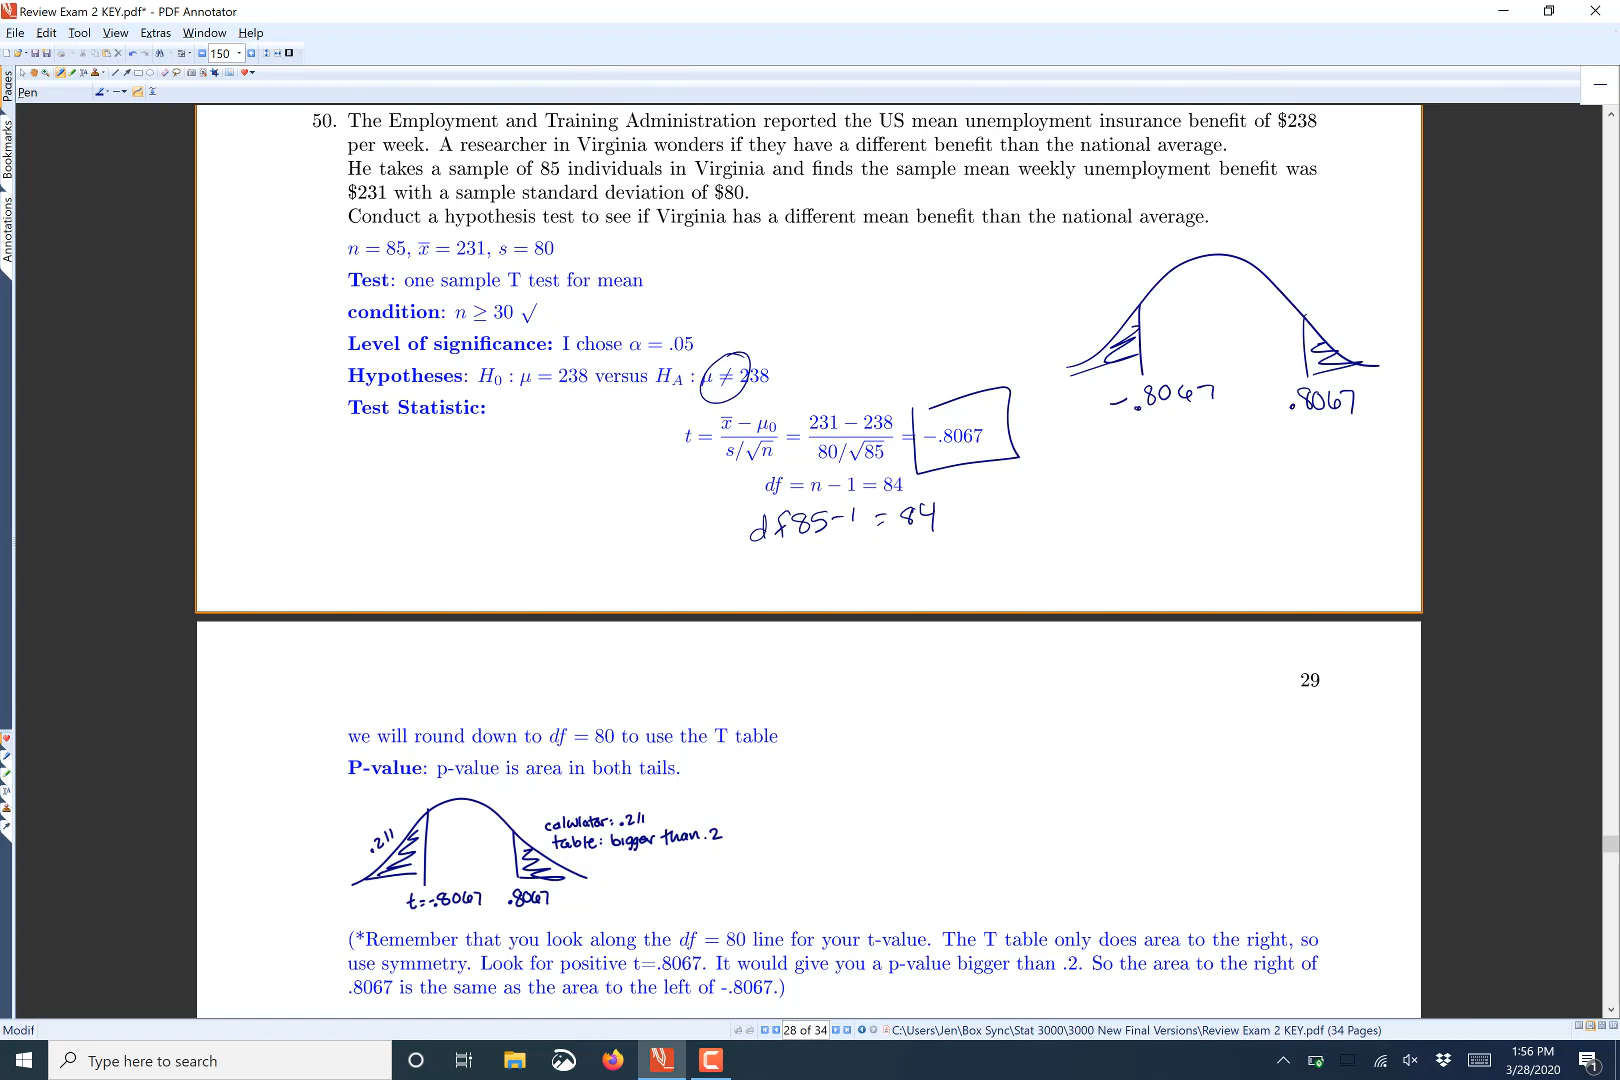 Review Exam 2 KEY.pdf* - PDF Annotator
File Edit Tool View Extras Window Help
150
Pen
Pages
Bookmarks
Annotations
50. The Employment and Training Administration reported the US mean unemployment insurance benefit of $238
per week. A researcher in Virginia wonders if they have a different benefit than the national average.
He takes a sample of 85 individuals in Virginia and finds the sample mean weekly unemployment benefit was
$231 with a sample standard deviation of $80.
Conduct a hypothesis test to see if Virginia has a different mean benefit than the national average.
n = 85, x̅ = 231, s = 80
Test: one sample T test for mean
condition: n ≥ 30 √
Level of significance: I chose α = .05
Hypotheses: H₀ : μ = 238 versus H_A : μ ≠ 238
Test Statistic:
t = (x̅ − μ₀)/(s/√n) = (231 − 238)/(80/√85) = −.8067
df = n − 1 = 84
df 85-1 = 84
-.8067 .8067
29
we will round down to df = 80 to use the T table
P-value: p-value is area in both tails.
.211
calculator: .211
table: bigger than .2
t=-.8067 .8067
(*Remember that you look along the df = 80 line for your t-value. The T table only does area to the right, so
use symmetry. Look for positive t=.8067. It would give you a p-value bigger than .2. So the area to the right of
.8067 is the same as the area to the left of -.8067.)
Modif
28 of 34
C:\Users\Jen\Box Sync\Stat 3000\3000 New Final Versions\Review Exam 2 KEY.pdf (34 Pages)
Type here to search
1:56 PM
3/28/2020
1